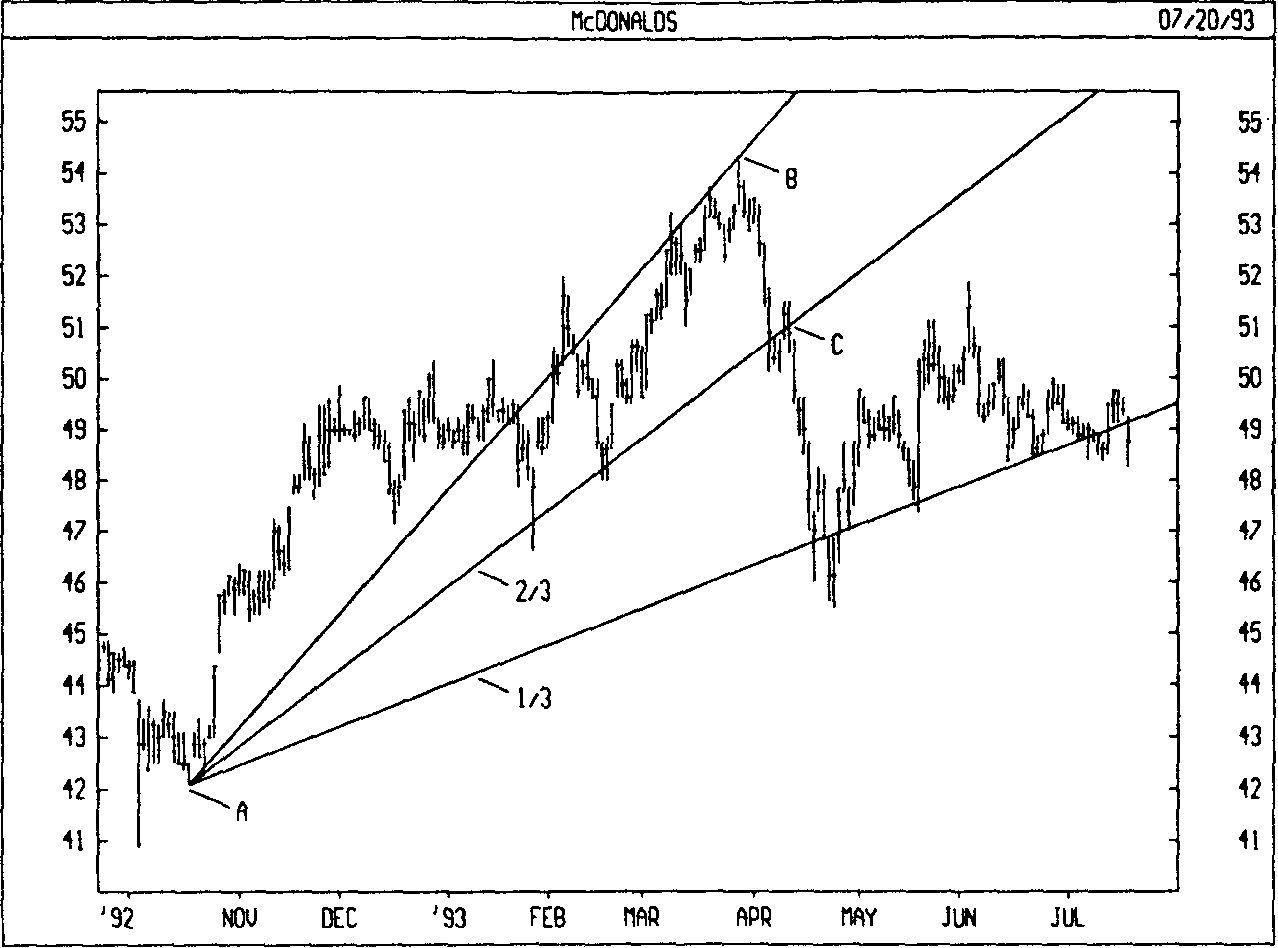 McDONALDS 07/20/93
55 55
54 B 54
53 53
52 52
51 C 51
50 50
49 49
48 48
47 47
46 2/3 46
45 45
44 1/3 44
43 43
42 A 42
41 41
'92 NOV DEC '93 FEB MAR APR MAY JUN JUL